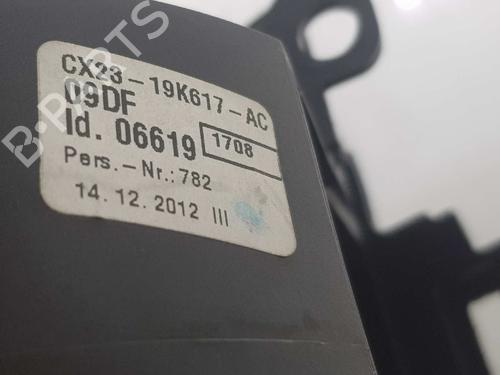 CX23-19K617-AC
09DF
Id. 06619 1708
Pers.-Nr.: 782
14.12.2012 III
B-PARTS